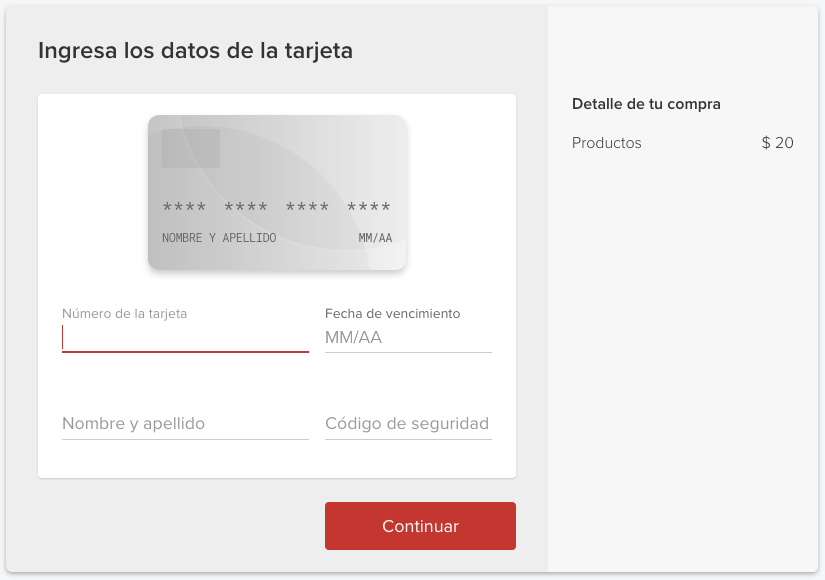 Ingresa los datos de la tarjeta
**** **** **** ****
NOMBRE Y APELLIDO MM/AA
Número de la tarjeta Fecha de vencimiento
MM/AA
Nombre y apellido Código de seguridad
Continuar
Detalle de tu compra
Productos $ 20